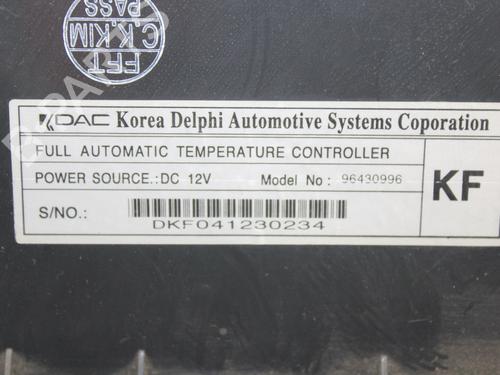 FFT
C.K.KIM
PASS
KDAC Korea Delphi Automotive Systems Coporation
FULL AUTOMATIC TEMPERATURE CONTROLLER
POWER SOURCE.:DC 12V Model No : 96430996
KF
S/NO.:
DKF041230234